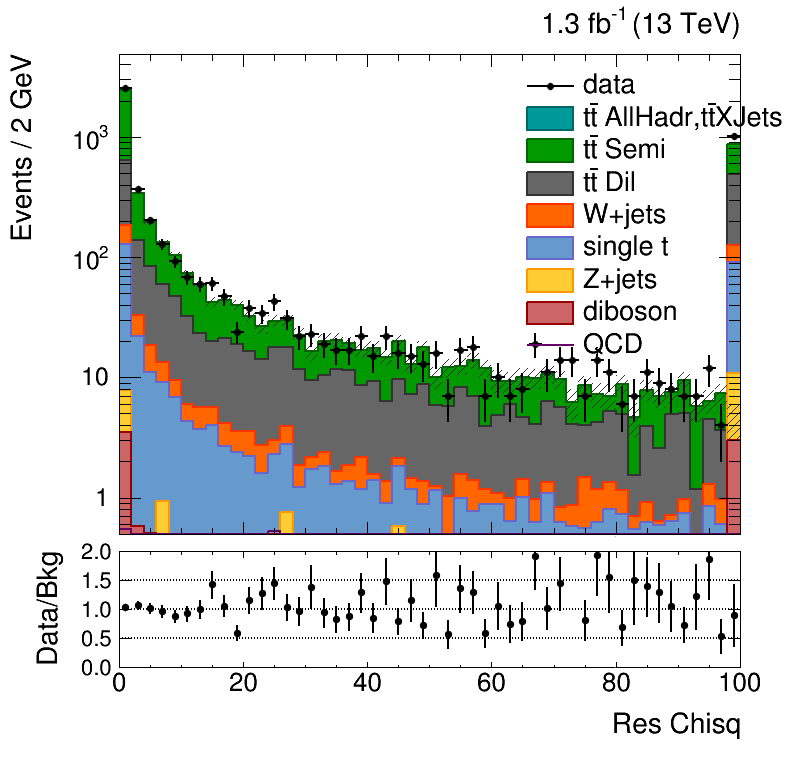 1.3 fb⁻¹ (13 TeV)
Events / 2 GeV
10³
10²
10
1
data
tt̄ AllHadr,tt̄XJets
tt̄ Semi
tt̄ Dil
W+jets
single t
Z+jets
diboson
QCD
Data/Bkg
2.0
1.5
1.0
0.5
0.0
0 20 40 60 80 100
Res Chisq